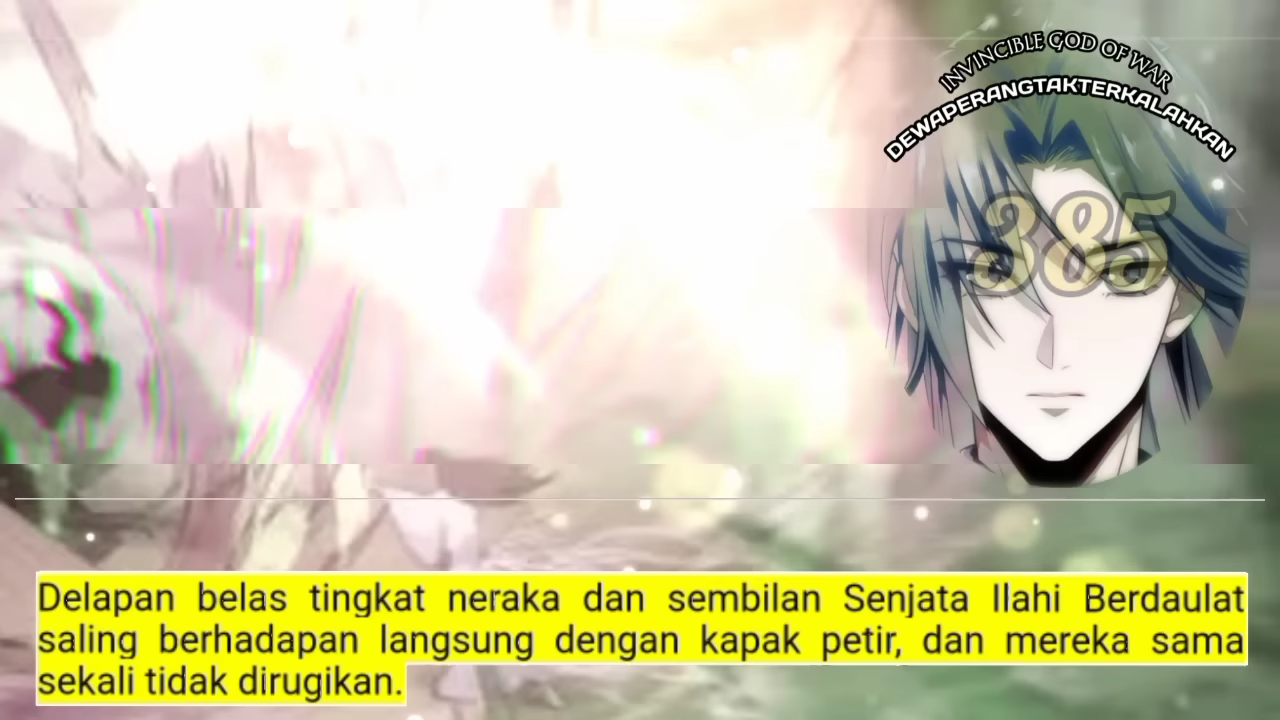 INVINCIBLE GOD OF WAR
DEWAPERANGTAKTERKALAHKAN
385
Delapan belas tingkat neraka dan sembilan Senjata Ilahi Berdaulat
saling berhadapan langsung dengan kapak petir, dan mereka sama
sekali tidak dirugikan.